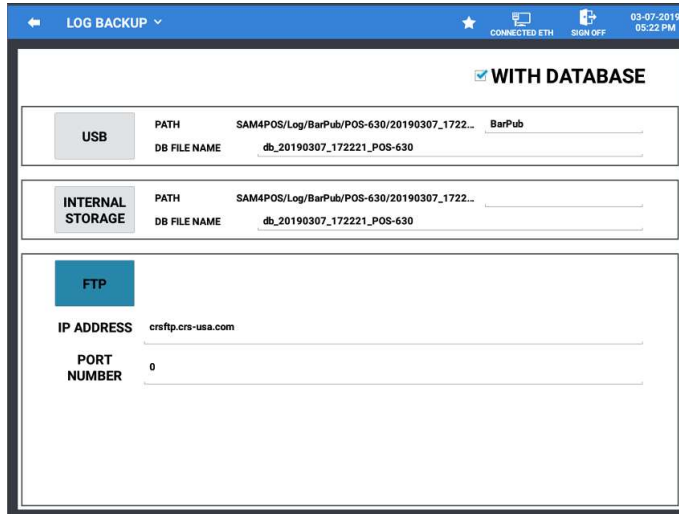 LOG BACKUP
CONNECTED ETH
SIGN OFF
03-07-2019
05:22 PM
WITH DATABASE
USB
PATH SAM4POS/Log/BarPub/POS-630/20190307_1722... BarPub
DB FILE NAME db_20190307_172221_POS-630
INTERNAL
STORAGE
PATH SAM4POS/Log/BarPub/POS-630/20190307_1722...
DB FILE NAME db_20190307_172221_POS-630
FTP
IP ADDRESS crsftp.crs-usa.com
PORT
NUMBER
0